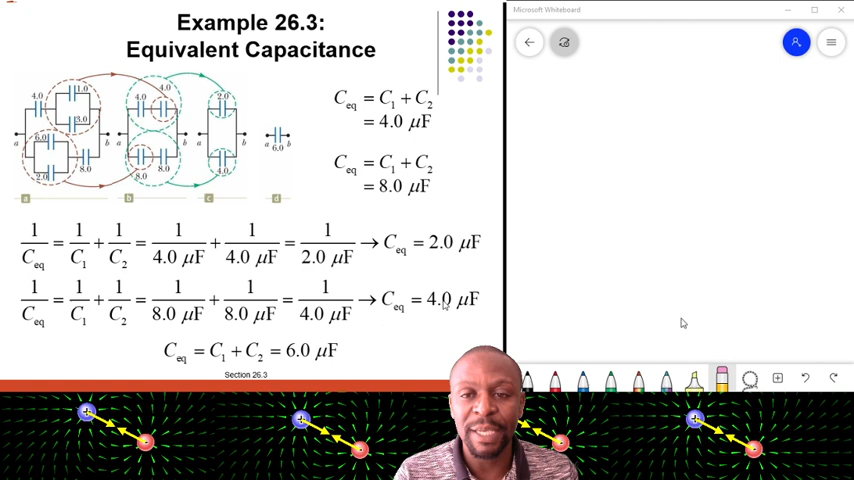 Example 26.3:
Equivalent Capacitance
Microsoft Whiteboard
4.0 1.0 3.0 6.0 2.0 8.0 a b
4.0 4.0 8.0 8.0 a b
2.0 4.0 a b
a b 6.0
a b c d
C_eq = C_1 + C_2
= 4.0 μF
C_eq = C_1 + C_2
= 8.0 μF
1/C_eq = 1/C_1 + 1/C_2 = 1/4.0 μF + 1/4.0 μF = 1/2.0 μF → C_eq = 2.0 μF
1/C_eq = 1/C_1 + 1/C_2 = 1/8.0 μF + 1/8.0 μF = 1/4.0 μF → C_eq = 4.0 μF
C_eq = C_1 + C_2 = 6.0 μF
Section 26.3